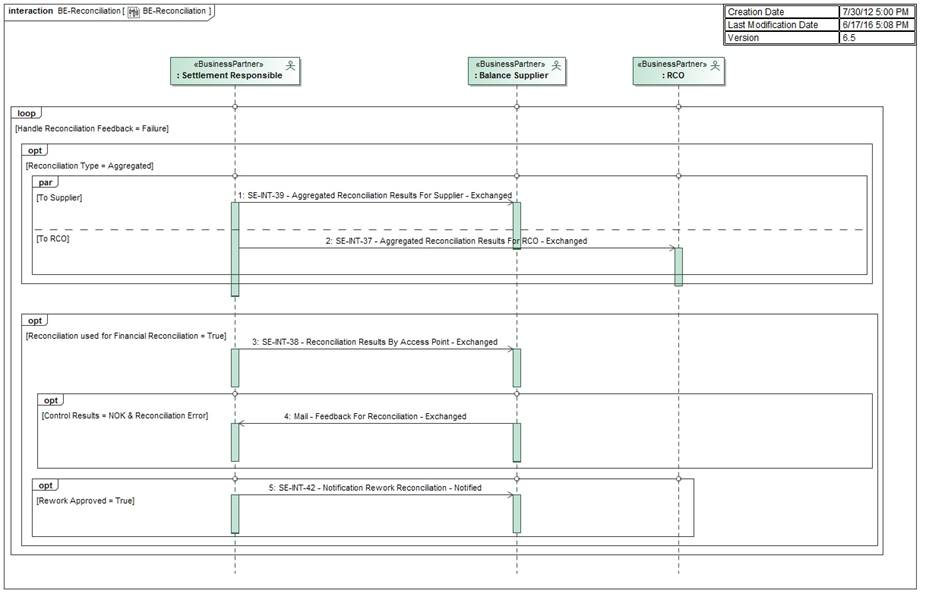 interaction BE-Reconciliation [ BE-Reconciliation ]
Creation Date 7/30/12 5:00 PM
Last Modification Date 6/17/16 5:08 PM
Version 6.5
«BusinessPartner»
: Settlement Responsible
«BusinessPartner»
: Balance Supplier
«BusinessPartner»
: RCO
loop
[Handle Reconciliation Feedback = Failure]
opt
[Reconciliation Type = Aggregated]
par
[To Supplier]
1: SE-INT-39 - Aggregated Reconciliation Results For Supplier - Exchanged
[To RCO]
2: SE-INT-37 - Aggregated Reconciliation Results For RCO - Exchanged
opt
[Reconciliation used for Financial Reconciliation = True]
3: SE-INT-38 - Reconciliation Results By Access Point - Exchanged
opt
[Control Results = NOK & Reconciliation Error]
4: Mail - Feedback For Reconciliation - Exchanged
opt
[Rework Approved = True]
5: SE-INT-42 - Notification Rework Reconciliation - Notified